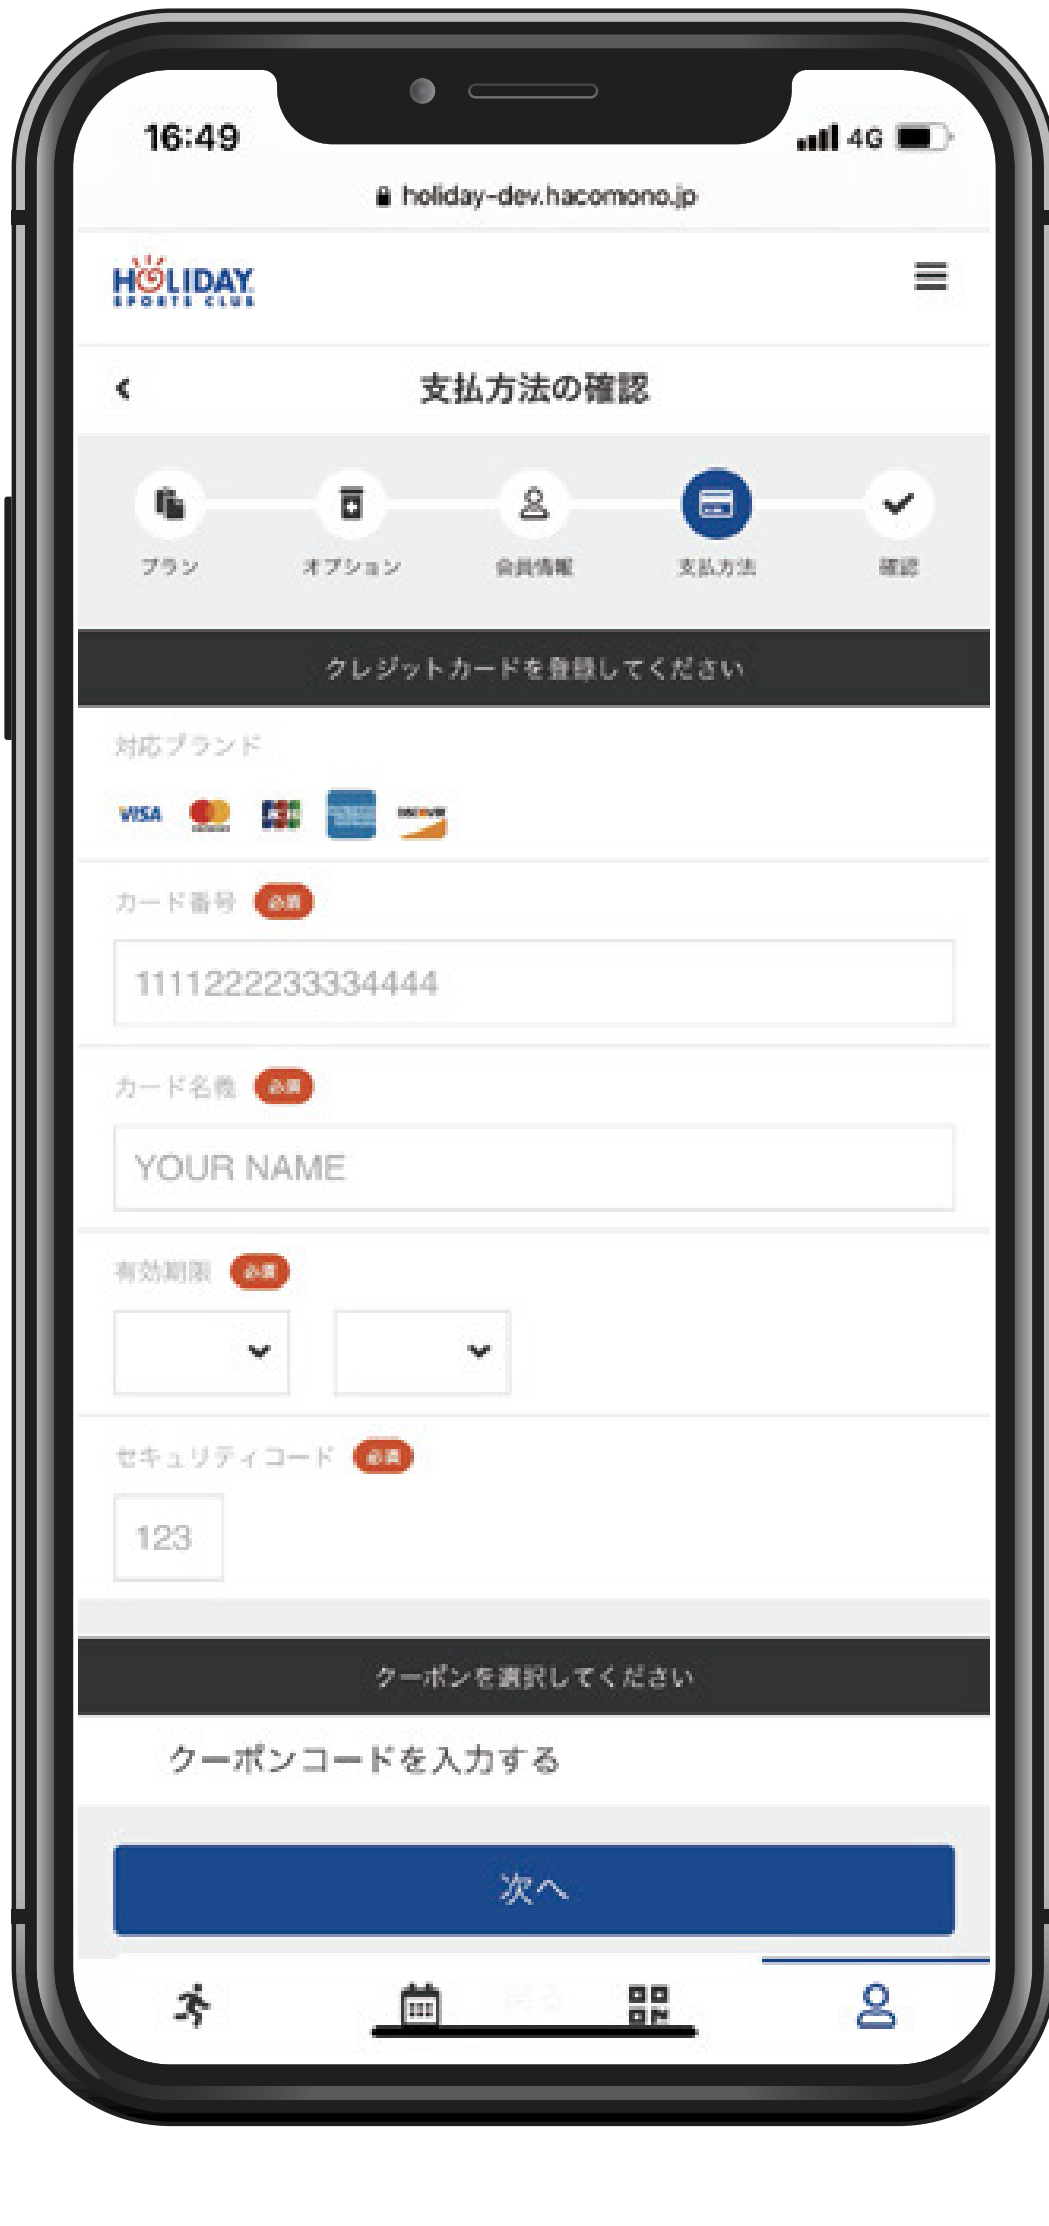 16:49 4G
holiday-dev.hacomono.jp
HOLIDAY
SPORTS CLUB
支払方法の確認
プラン オプション 会員情報 支払方法 確認
クレジットカードを登録してください
対応ブランド
VISA JCB DISCOVER
カード番号 必須
1111222233334444
カード名義 必須
YOUR NAME
有効期限 必須
セキュリティコード 必須
123
クーポンを選択してください
クーポンコードを入力する
次へ
戻る